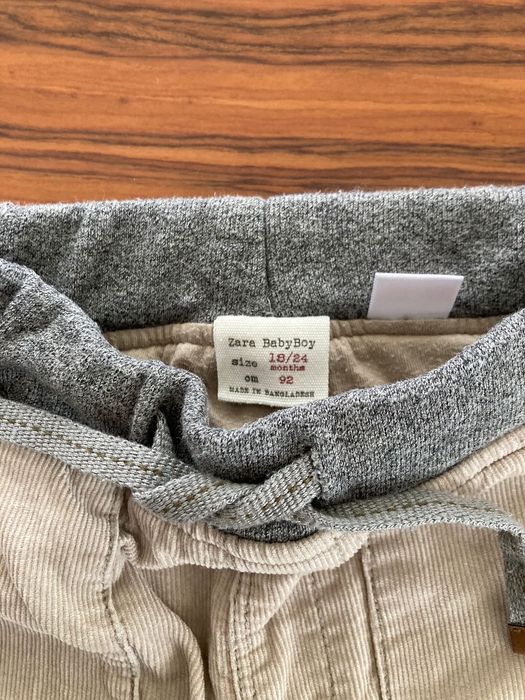 Zara BabyBoy
size 18/24
months
cm 92
MADE IN BANGLADESH